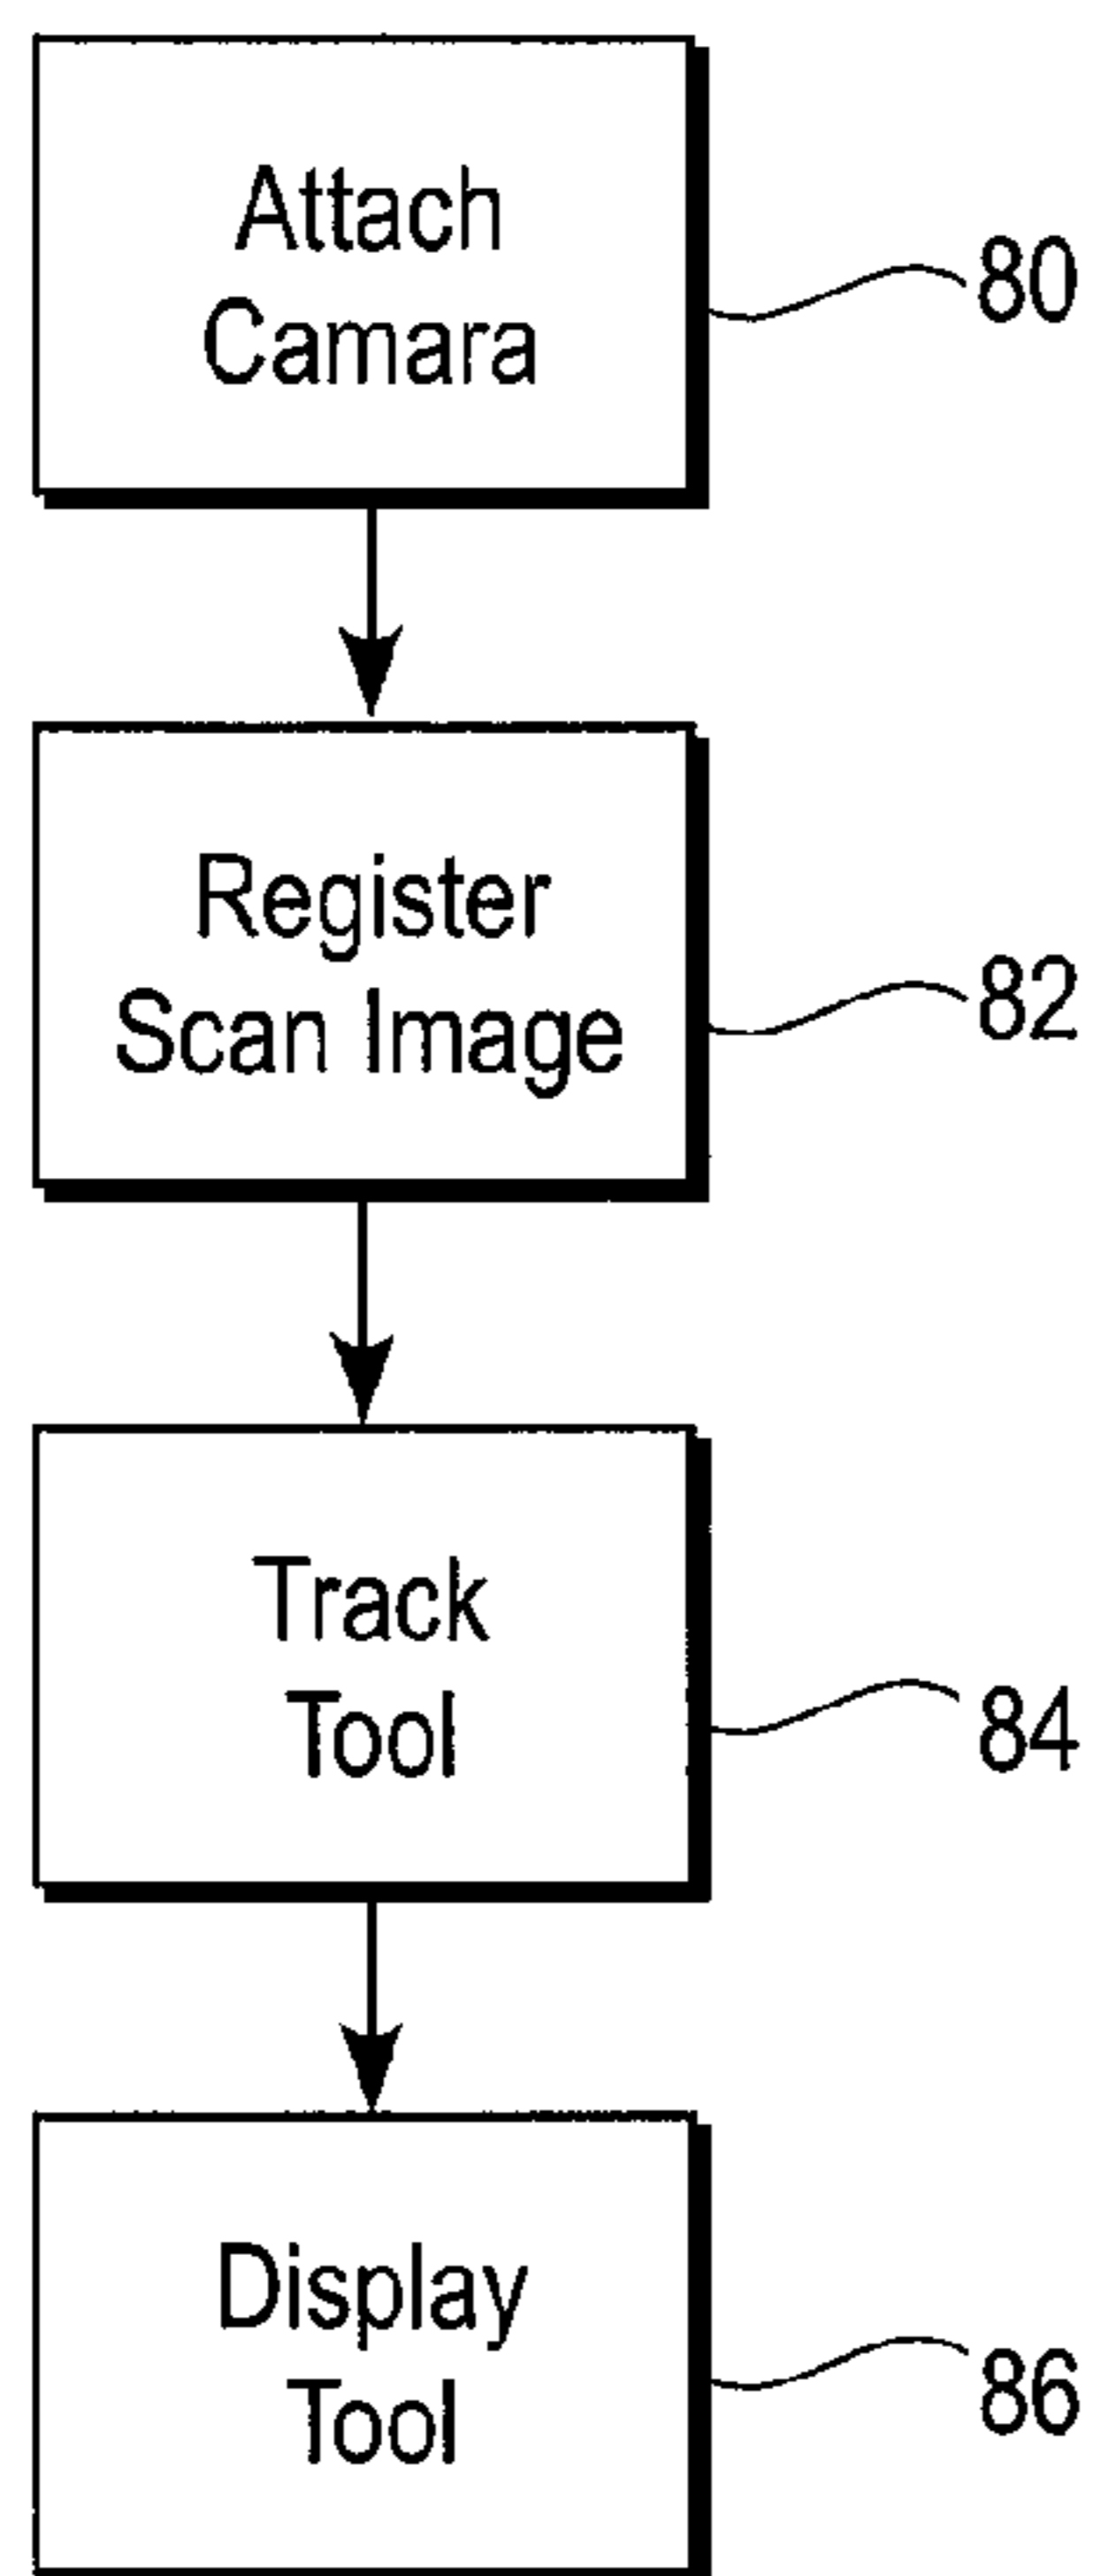 Attach
Camara
80
Register
Scan Image
82
Track
Tool
84
Display
Tool
86